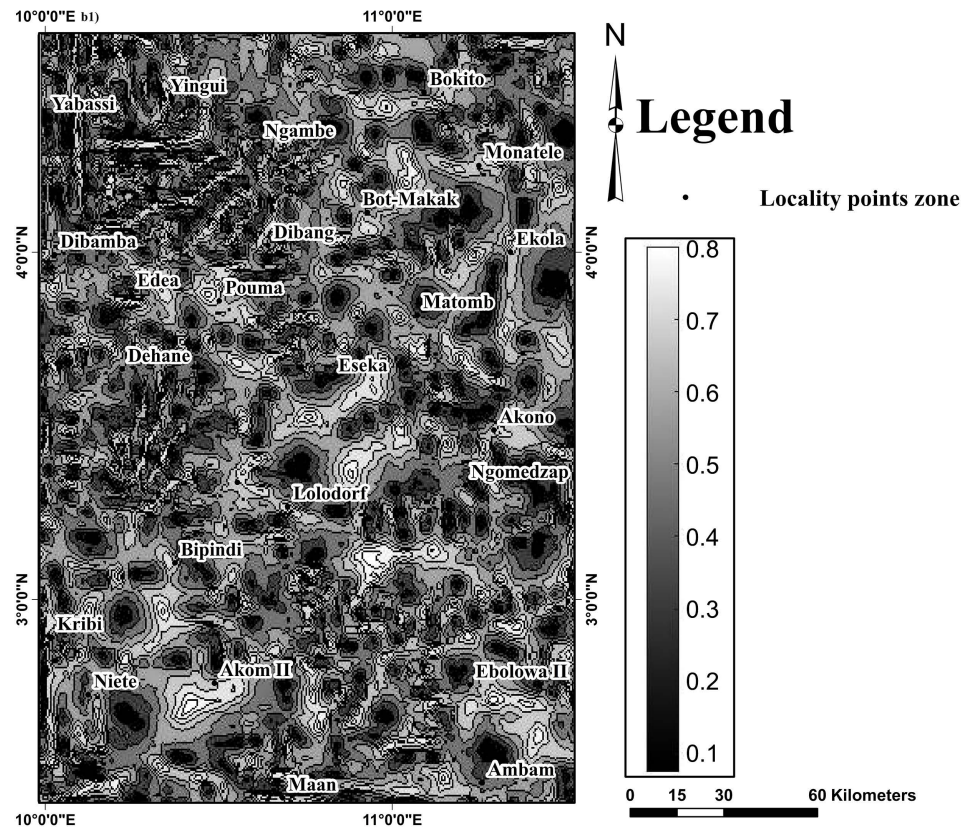 10°0'0"E b1) 11°0'0"E
N
Legend
Locality points zone
Yabassi
Yingui
Bokito
Ngambe
Monatele
Bot-Makak
Dibamba
Dibang
Ekola
4°0'0"N
4°0'0"N
Edea
Pouma
Matomb
Dehane
Eseka
Akono
Ngomedzap
Lolodorf
Bipindi
3°0'0"N
3°0'0"N
Kribi
Niete
Akom II
Ebolowa II
Maan
Ambam
0.8
0.7
0.6
0.5
0.4
0.3
0.2
0.1
0 15 30 60 Kilometers
10°0'0"E 11°0'0"E